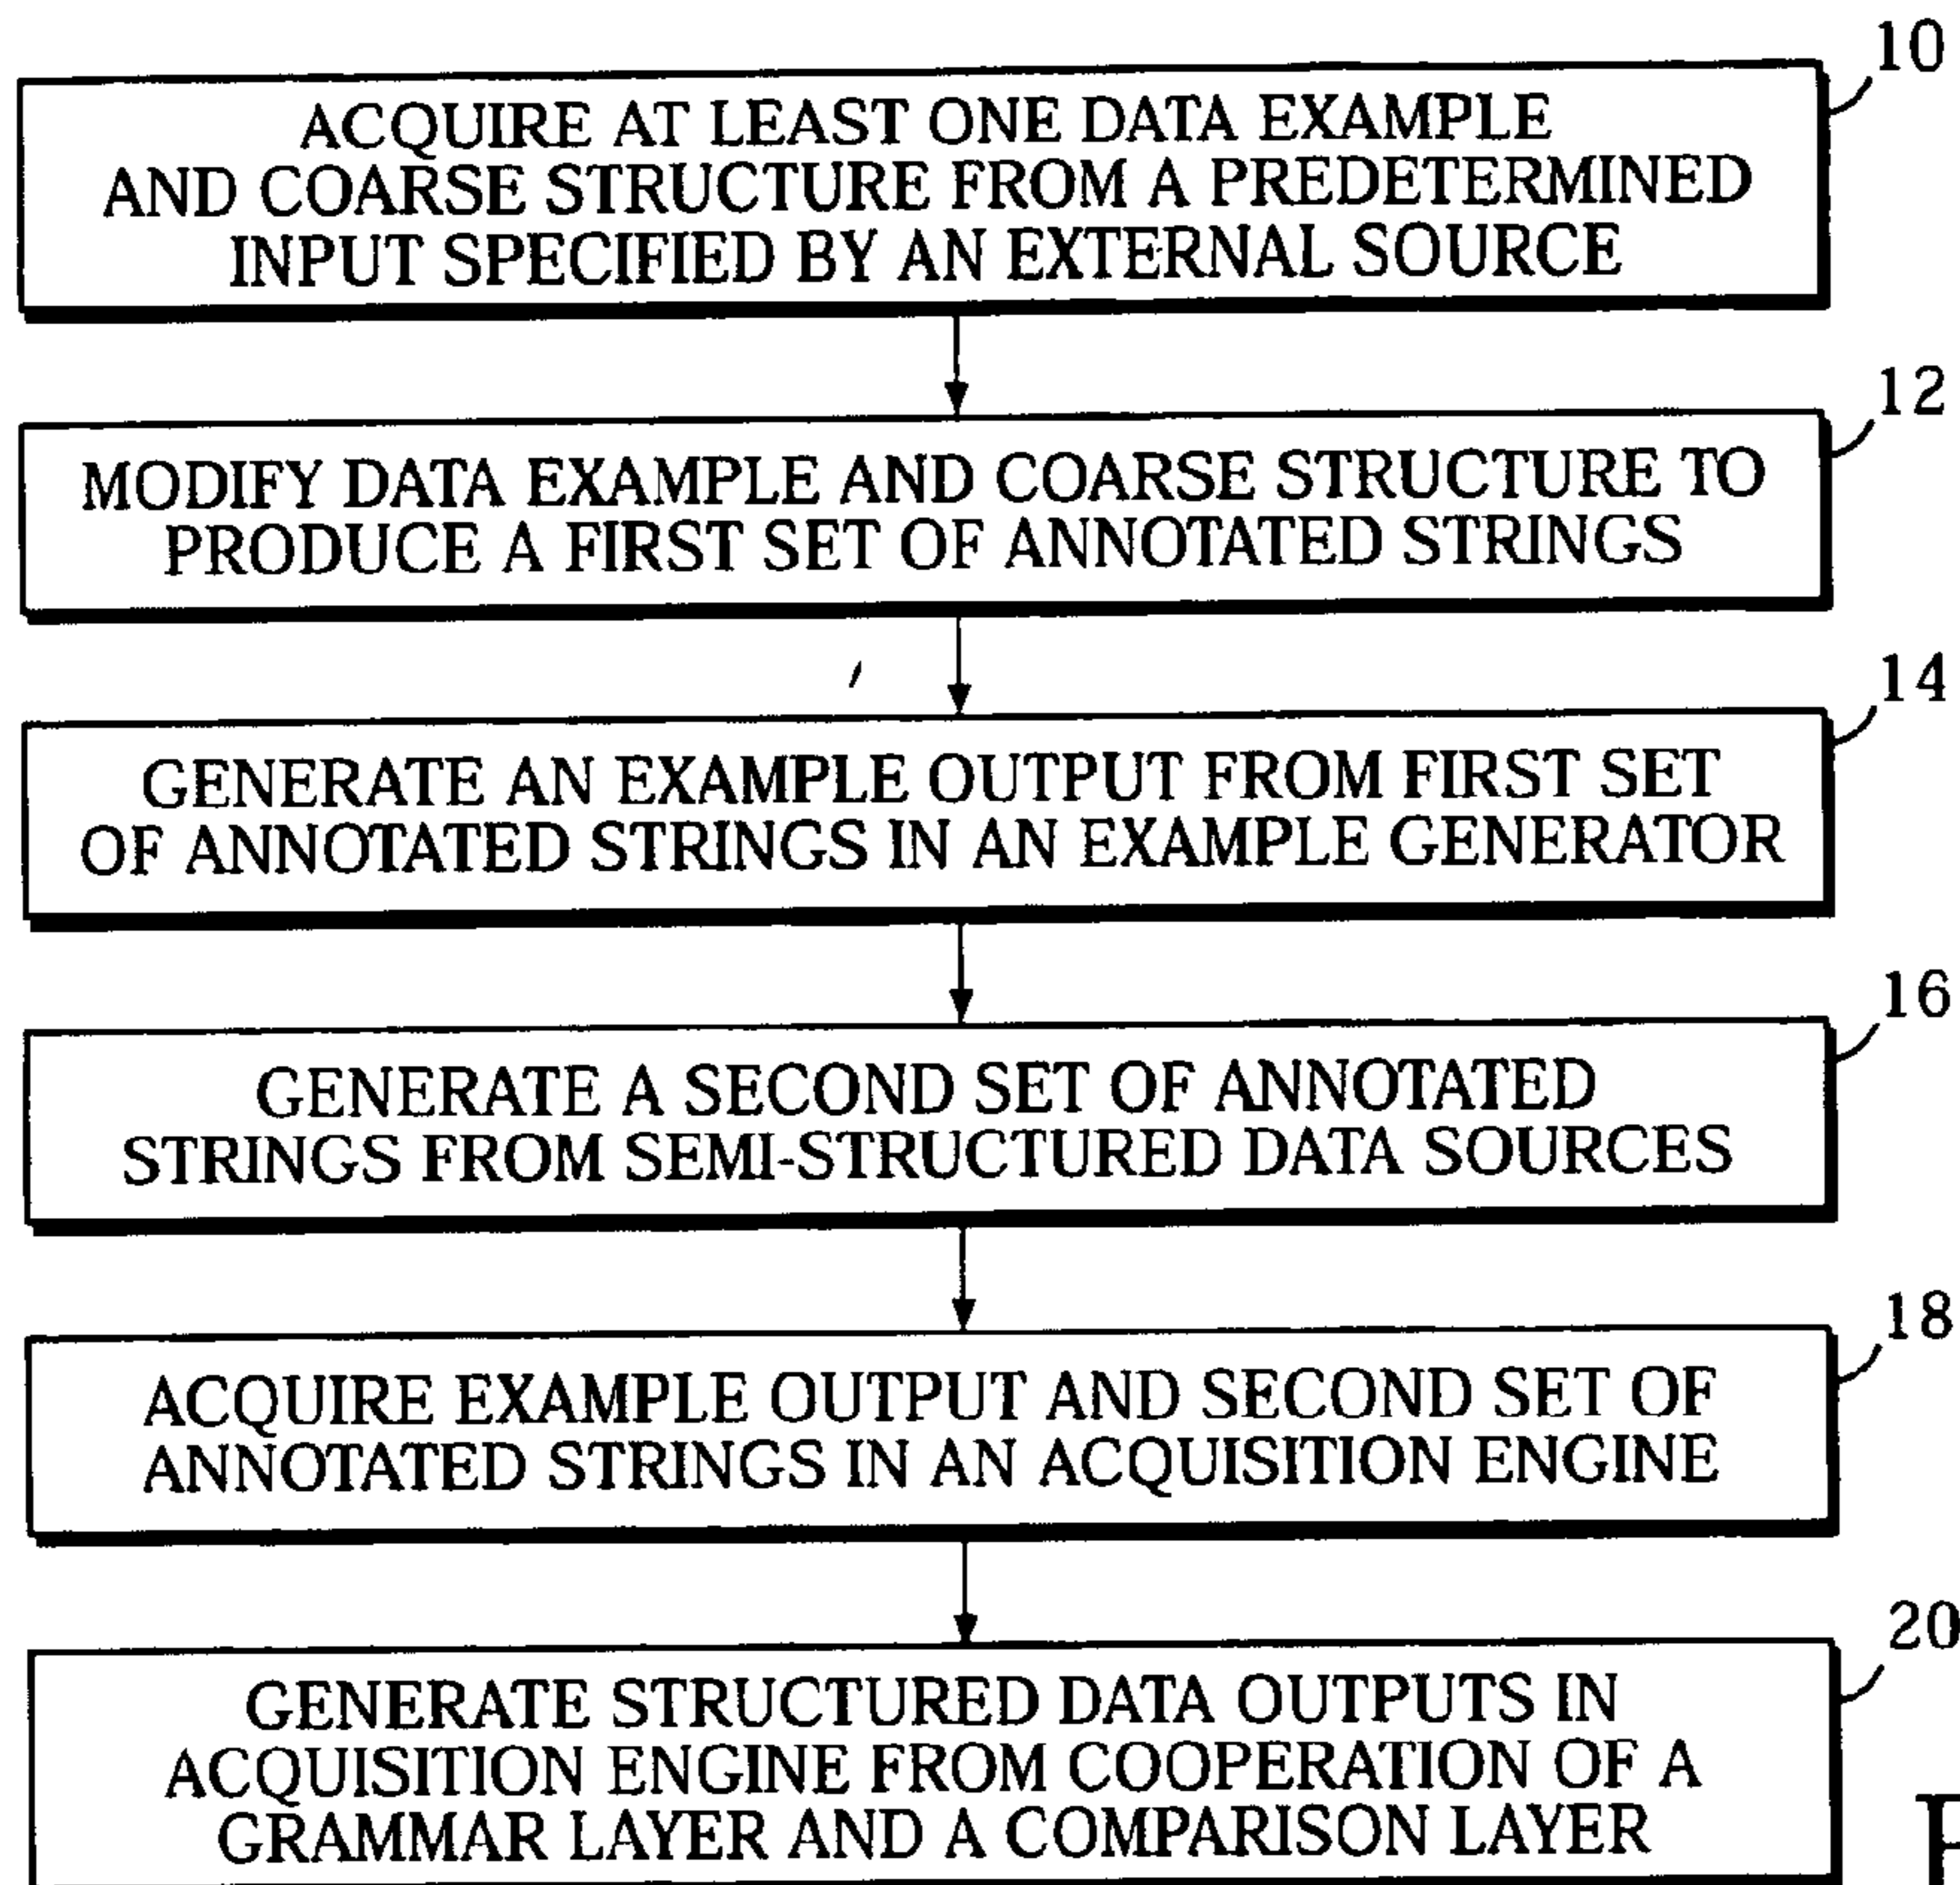 10
ACQUIRE AT LEAST ONE DATA EXAMPLE
AND COARSE STRUCTURE FROM A PREDETERMINED
INPUT SPECIFIED BY AN EXTERNAL SOURCE
12
MODIFY DATA EXAMPLE AND COARSE STRUCTURE TO
PRODUCE A FIRST SET OF ANNOTATED STRINGS
14
GENERATE AN EXAMPLE OUTPUT FROM FIRST SET
OF ANNOTATED STRINGS IN AN EXAMPLE GENERATOR
16
GENERATE A SECOND SET OF ANNOTATED
STRINGS FROM SEMI-STRUCTURED DATA SOURCES
18
ACQUIRE EXAMPLE OUTPUT AND SECOND SET OF
ANNOTATED STRINGS IN AN ACQUISITION ENGINE
20
GENERATE STRUCTURED DATA OUTPUTS IN
ACQUISITION ENGINE FROM COOPERATION OF A
GRAMMAR LAYER AND A COMPARISON LAYER